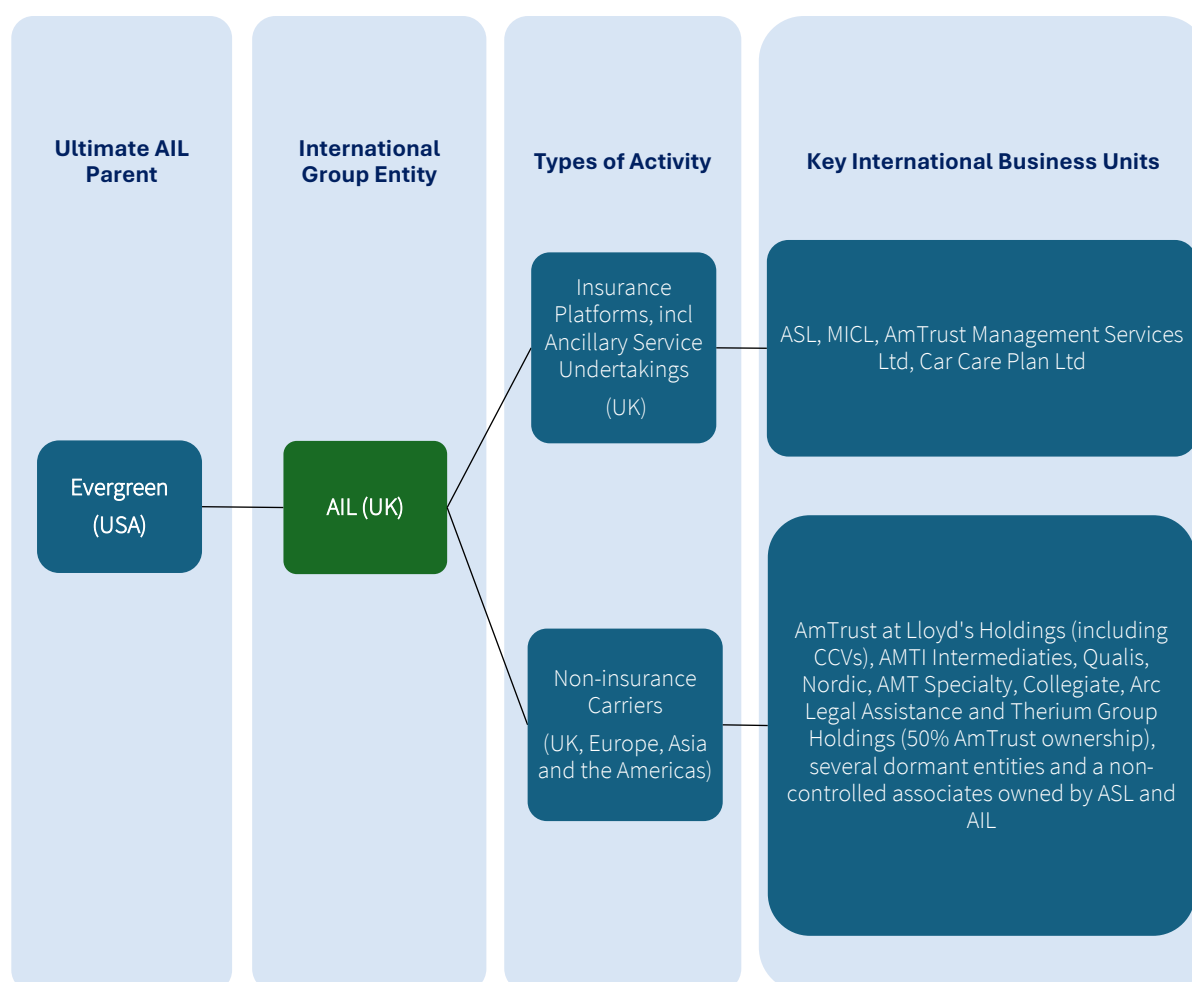 Ultimate AIL
Parent
International
Group Entity
Types of Activity
Key International Business Units
Evergreen
(USA)
AIL (UK)
Insurance
Platforms, incl
Ancillary Service
Undertakings
(UK)
ASL, MICL, AmTrust Management Services
Ltd, Car Care Plan Ltd
Non-insurance
Carriers
(UK, Europe, Asia
and the Americas)
AmTrust at Lloyd's Holdings (including
CCVs), AMTI Intermediaties, Qualis,
Nordic, AMT Specialty, Collegiate, Arc
Legal Assistance and Therium Group
Holdings (50% AmTrust ownership),
several dormant entities and a non-
controlled associates owned by ASL and
AIL